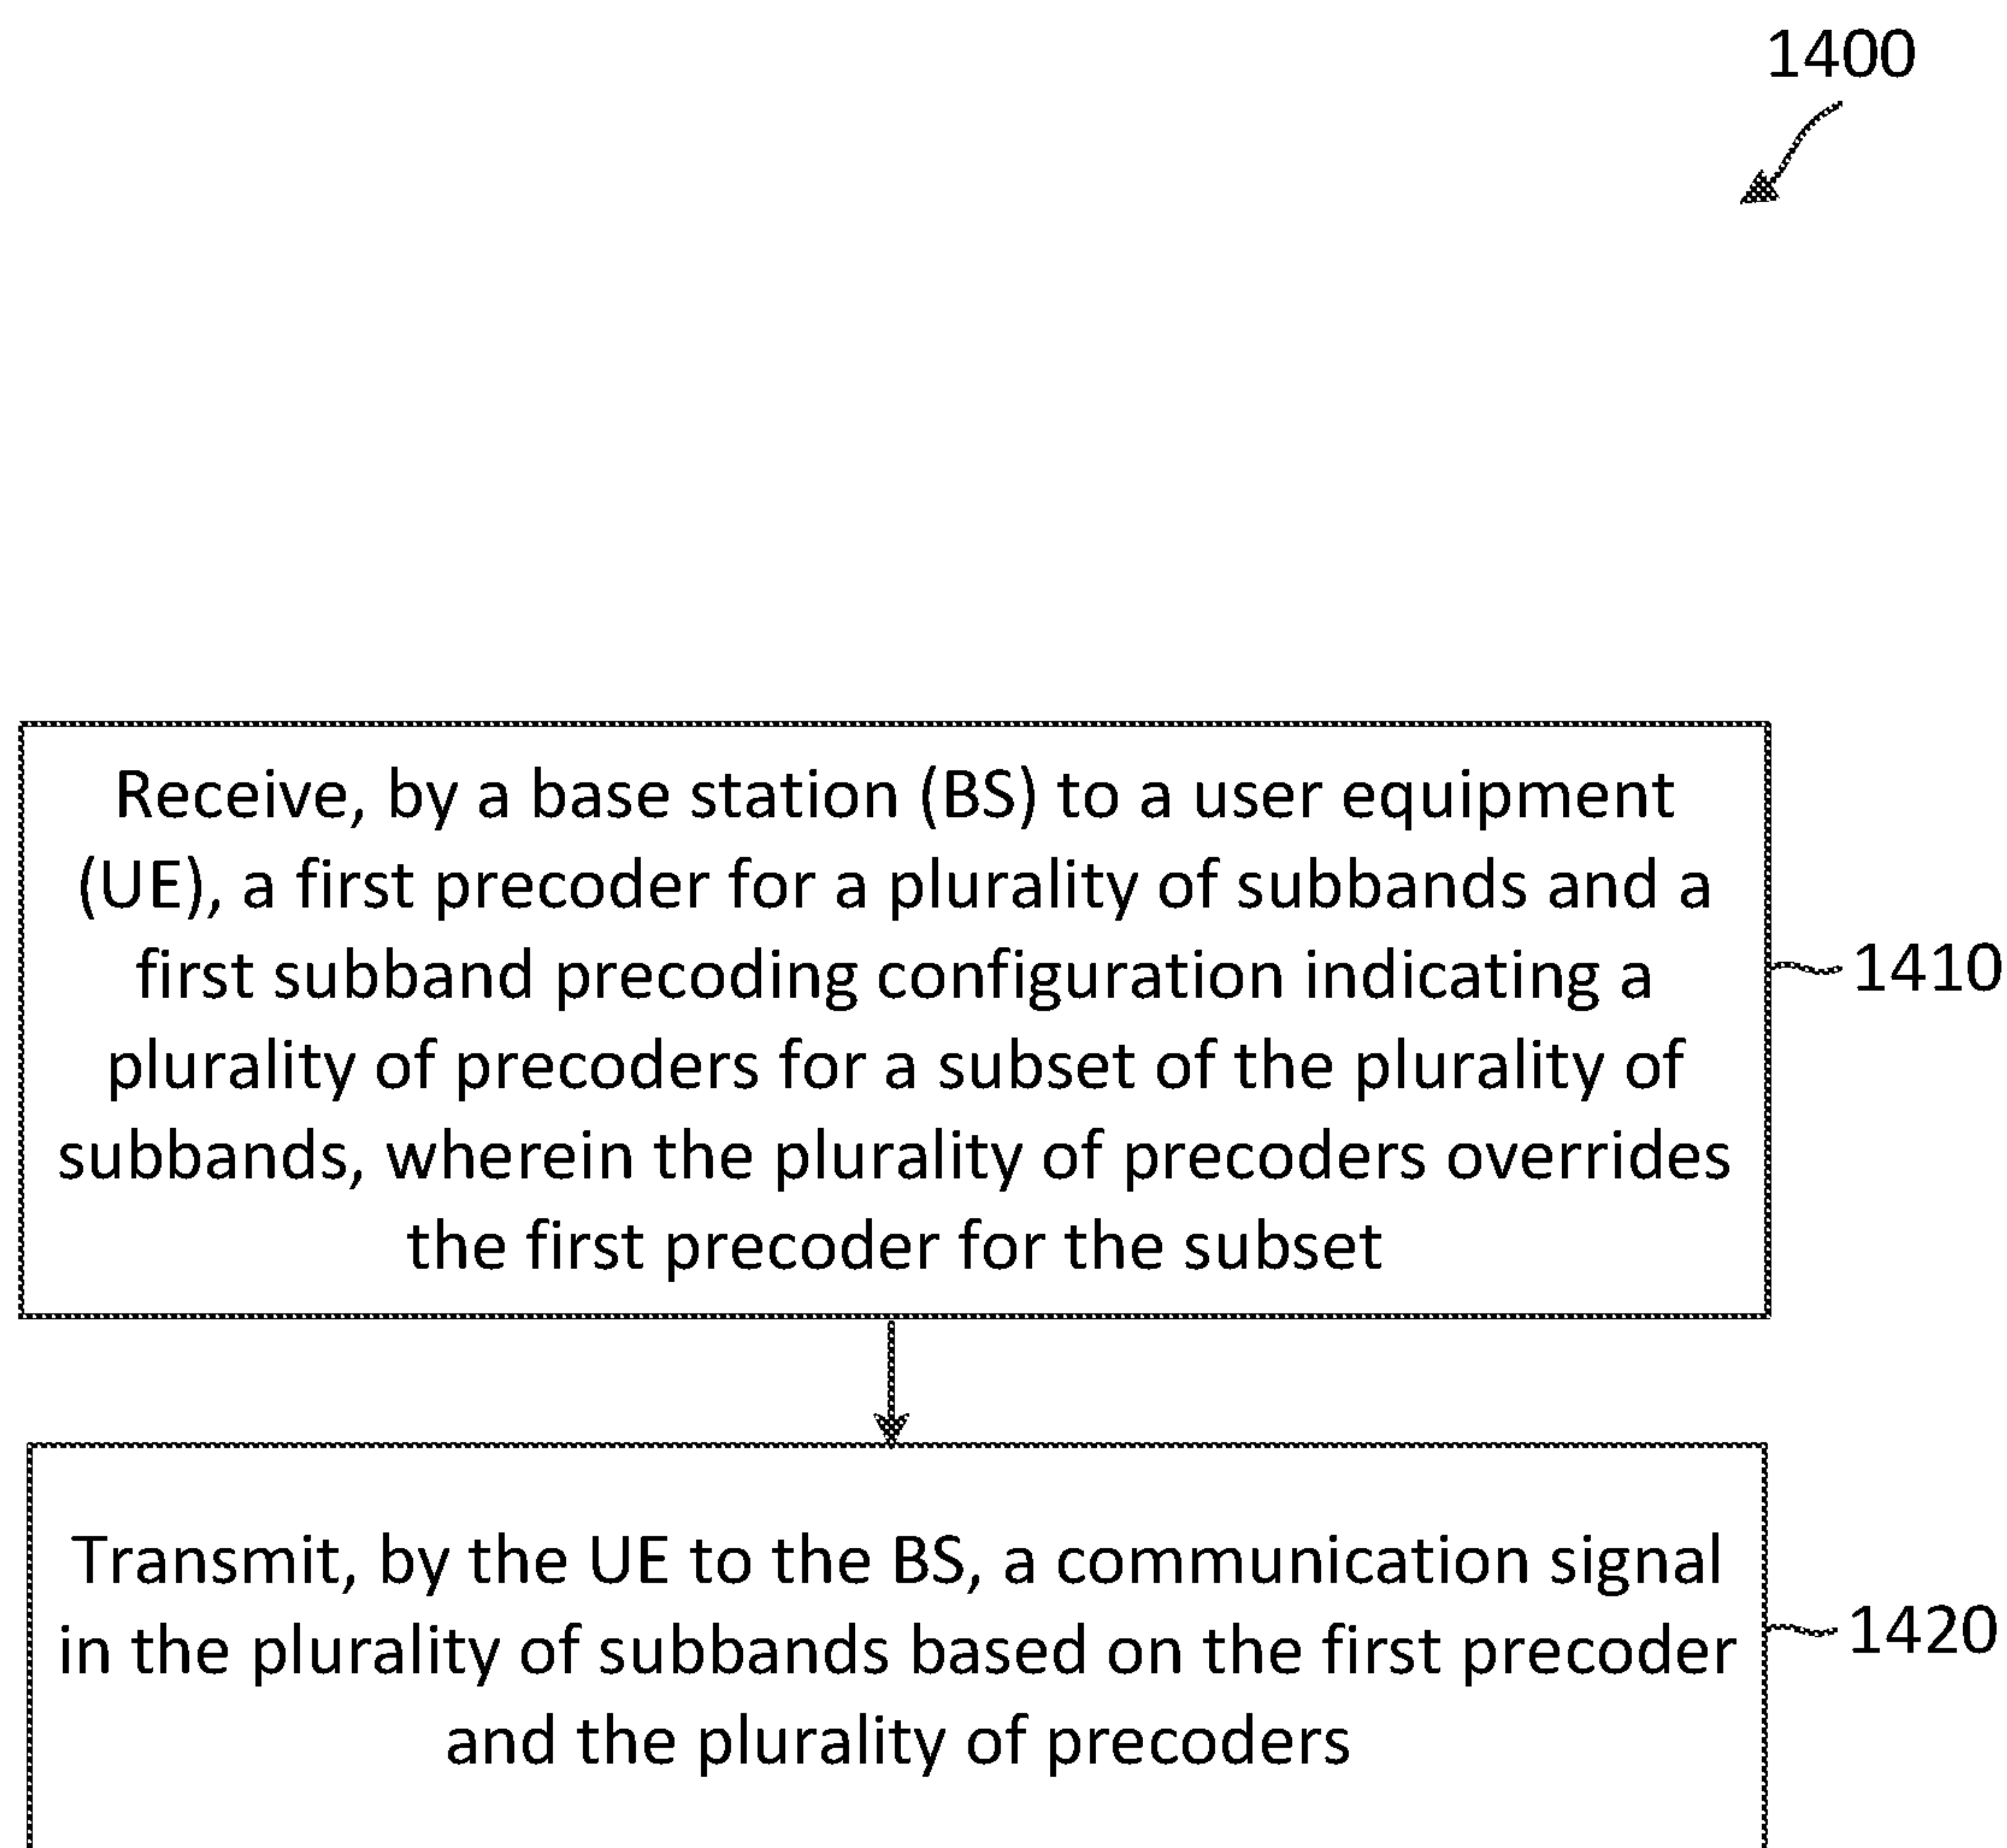 1400
Receive, by a base station (BS) to a user equipment
(UE), a first precoder for a plurality of subbands and a
first subband precoding configuration indicating a
plurality of precoders for a subset of the plurality of
subbands, wherein the plurality of precoders overrides
the first precoder for the subset
1410
Transmit, by the UE to the BS, a communication signal
in the plurality of subbands based on the first precoder
and the plurality of precoders
1420